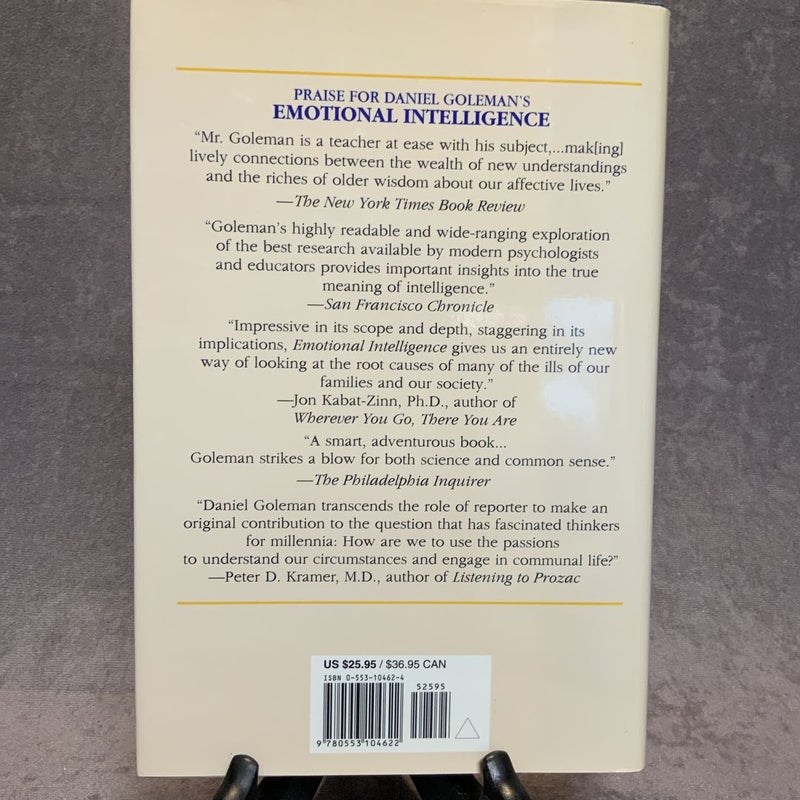 PRAISE FOR DANIEL GOLEMAN'S
EMOTIONAL INTELLIGENCE
“Mr. Goleman is a teacher at ease with his subject,...mak[ing]
lively connections between the wealth of new understandings
and the riches of older wisdom about our affective lives.”
—The New York Times Book Review
“Goleman’s highly readable and wide-ranging exploration
of the best research available by modern psychologists
and educators provides important insights into the true
meaning of intelligence.”
—San Francisco Chronicle
“Impressive in its scope and depth, staggering in its
implications, Emotional Intelligence gives us an entirely new
way of looking at the root causes of many of the ills of our
families and our society.”
—Jon Kabat-Zinn, Ph.D., author of
Wherever You Go, There You Are
“A smart, adventurous book...
Goleman strikes a blow for both science and common sense.”
—The Philadelphia Inquirer
“Daniel Goleman transcends the role of reporter to make an
original contribution to the question that has fascinated thinkers
for millennia: How are we to use the passions
to understand our circumstances and engage in communal life?”
—Peter D. Kramer, M.D., author of Listening to Prozac
US $25.95 / $36.95 CAN
ISBN 0-553-10462-4
52595
9 780553 104622